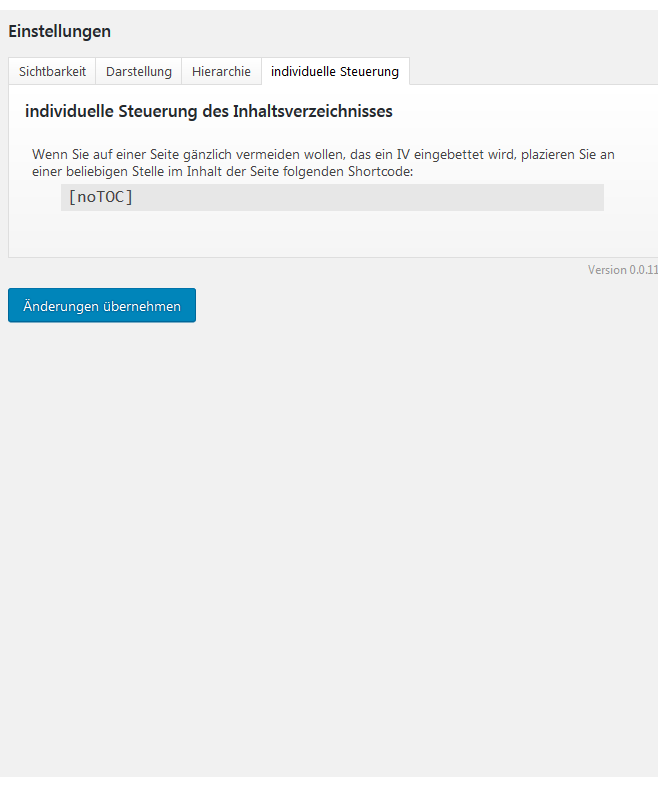 Einstellungen
Sichtbarkeit Darstellung Hierarchie individuelle Steuerung
individuelle Steuerung des Inhaltsverzeichnisses
Wenn Sie auf einer Seite gänzlich vermeiden wollen, das ein IV eingebettet wird, plazieren Sie an
einer beliebigen Stelle im Inhalt der Seite folgenden Shortcode:
[noTOC]
Version 0.0.11
Änderungen übernehmen